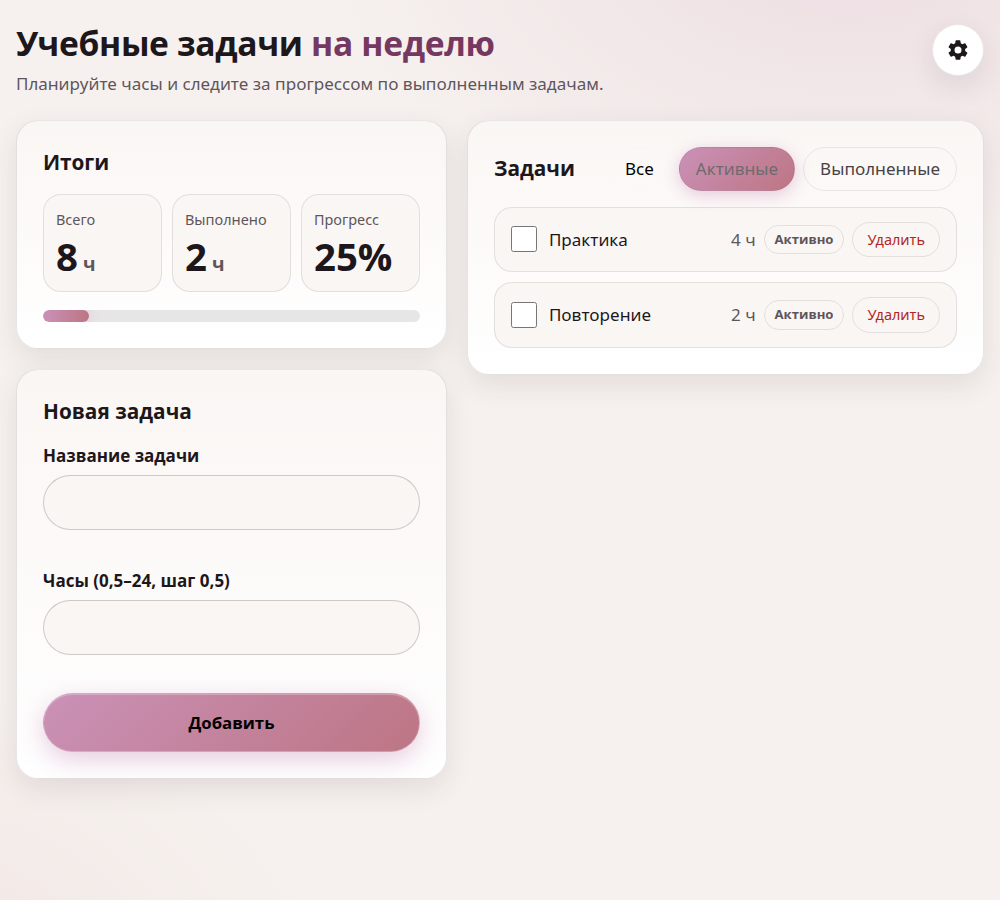 Учебные задачи на неделю
Планируйте часы и следите за прогрессом по выполненным задачам.
Итоги
Всего
8 ч
Выполнено
2 ч
Прогресс
25%
Новая задача
Название задачи
Часы (0,5–24, шаг 0,5)
Добавить
Задачи
Все Активные Выполненные
Практика 4 ч Активно Удалить
Повторение 2 ч Активно Удалить